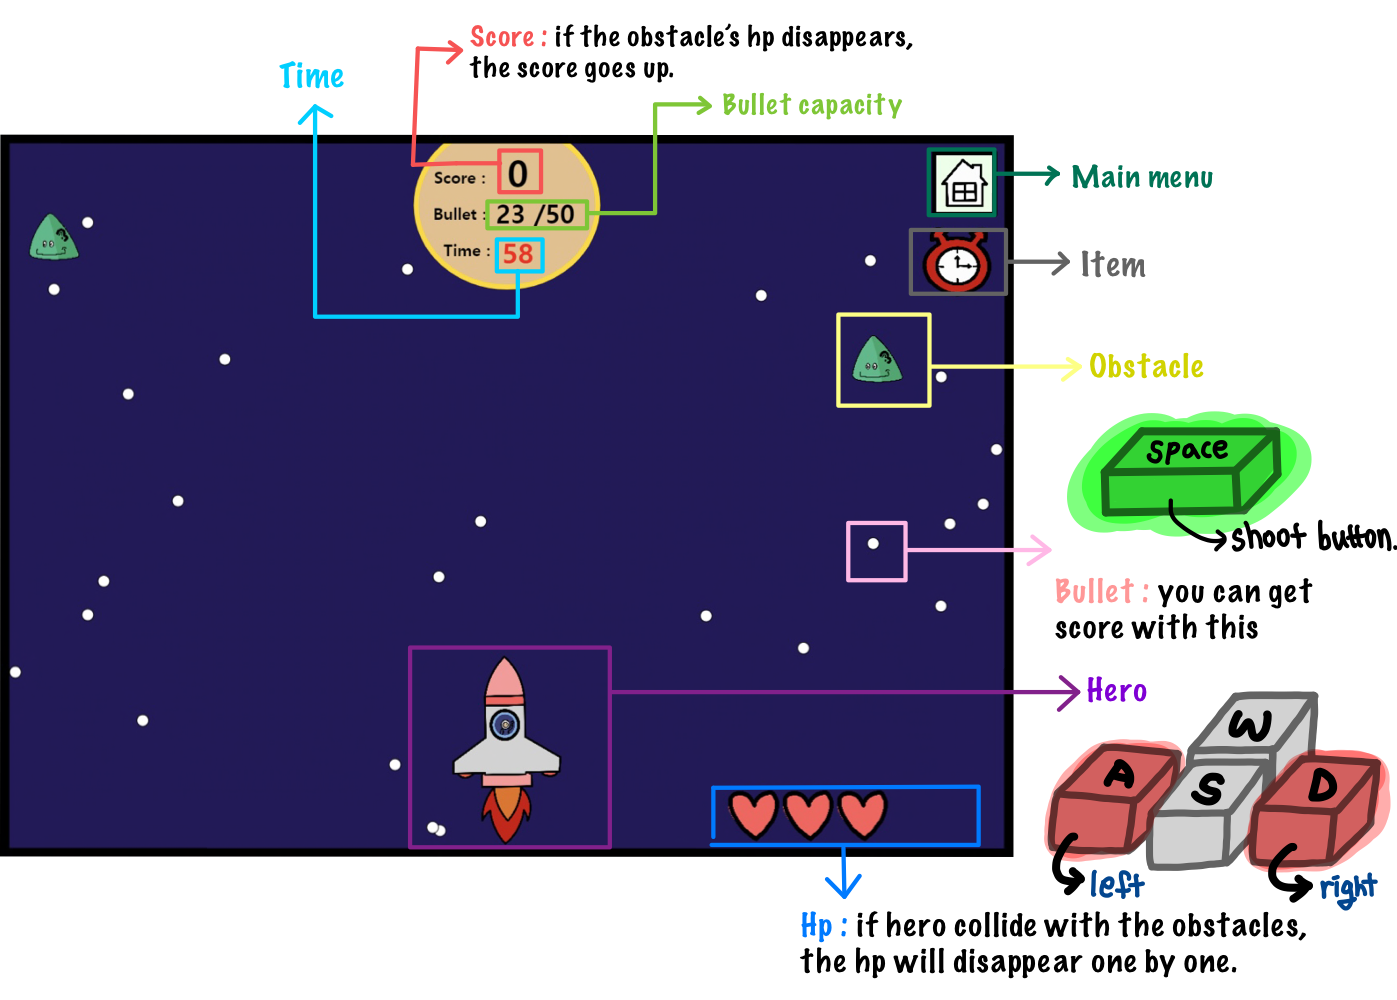 Score : if the obstacle's hp disappears,
the score goes up.
Time
Bullet capacity
Score : 0
Bullet : 23 /50
Time : 58
Main menu
Item
Obstacle
space
shoot button.
Bullet : you can get
score with this
Hero
W
A
S
D
left
right
Hp : if hero collide with the obstacles,
the hp will disappear one by one.